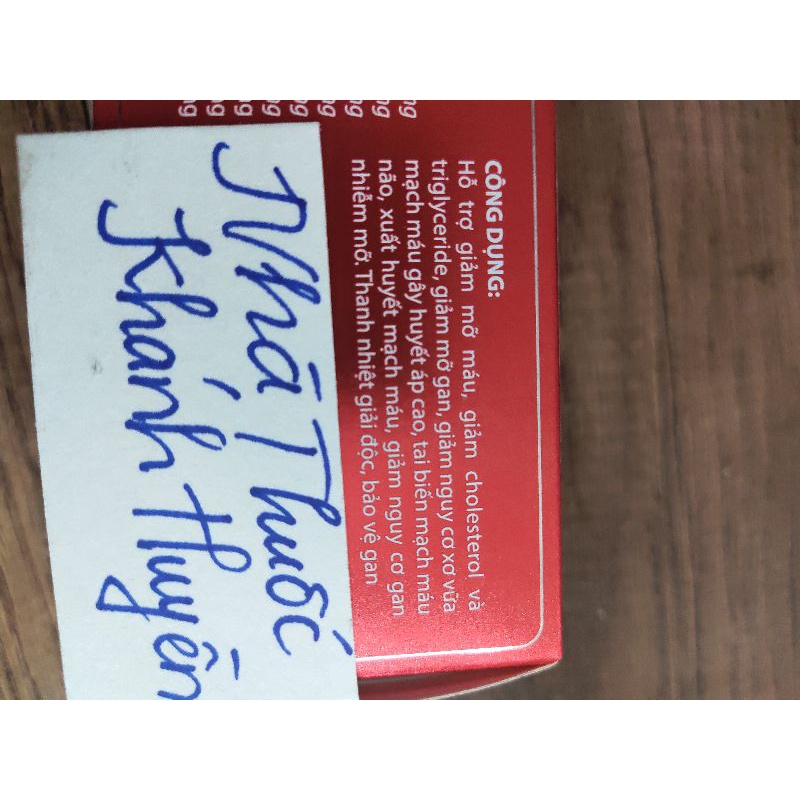 CÔNG DỤNG:
Hỗ trợ giảm mỡ máu, giảm cholesterol và
triglyceride, giảm mỡ gan, giảm nguy cơ xơ vữa
mạch máu gây huyết áp cao, tai biến mạch máu
não, xuất huyết mạch máu, giảm nguy cơ gan
nhiễm mỡ. Thanh nhiệt giải độc, bảo vệ gan
Nhà Thuốc
Khánh Huyền